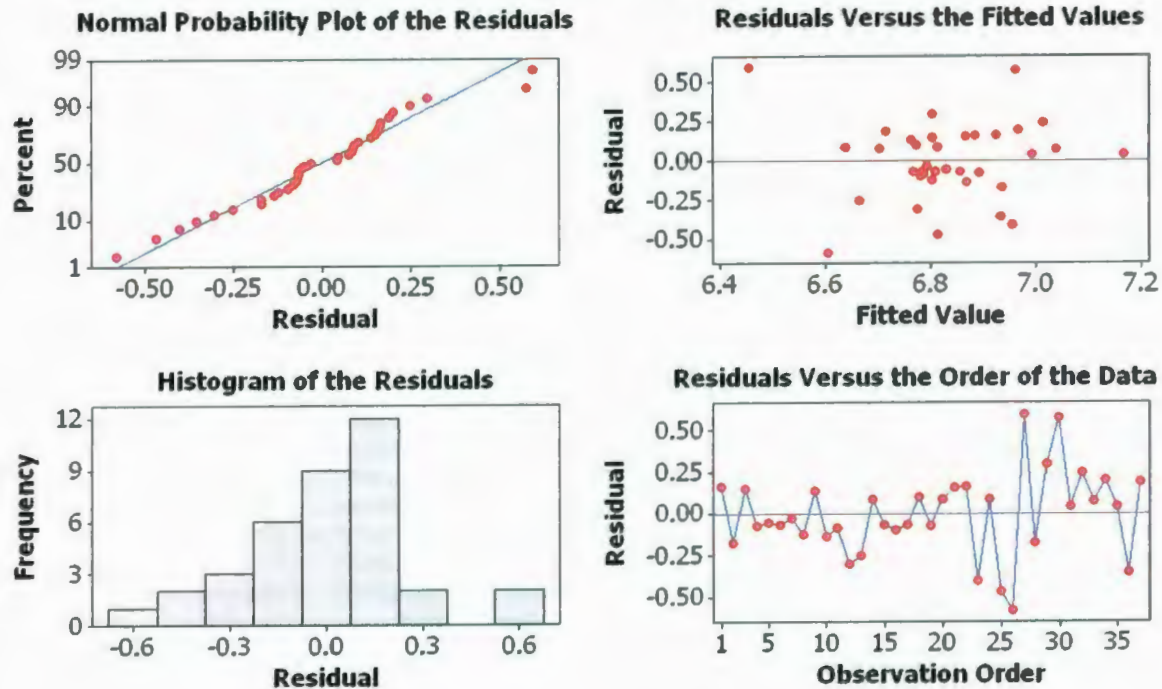 Normal Probability Plot of the Residuals
99
90
50
10
1
Percent
-0.50 -0.25 0.00 0.25 0.50
Residual
Residuals Versus the Fitted Values
0.50
0.25
0.00
-0.25
-0.50
Residual
6.4 6.6 6.8 7.0 7.2
Fitted Value
Histogram of the Residuals
12
9
6
3
0
Frequency
-0.6 -0.3 0.0 0.3 0.6
Residual
Residuals Versus the Order of the Data
0.50
0.25
0.00
-0.25
-0.50
Residual
1 5 10 15 20 25 30 35
Observation Order